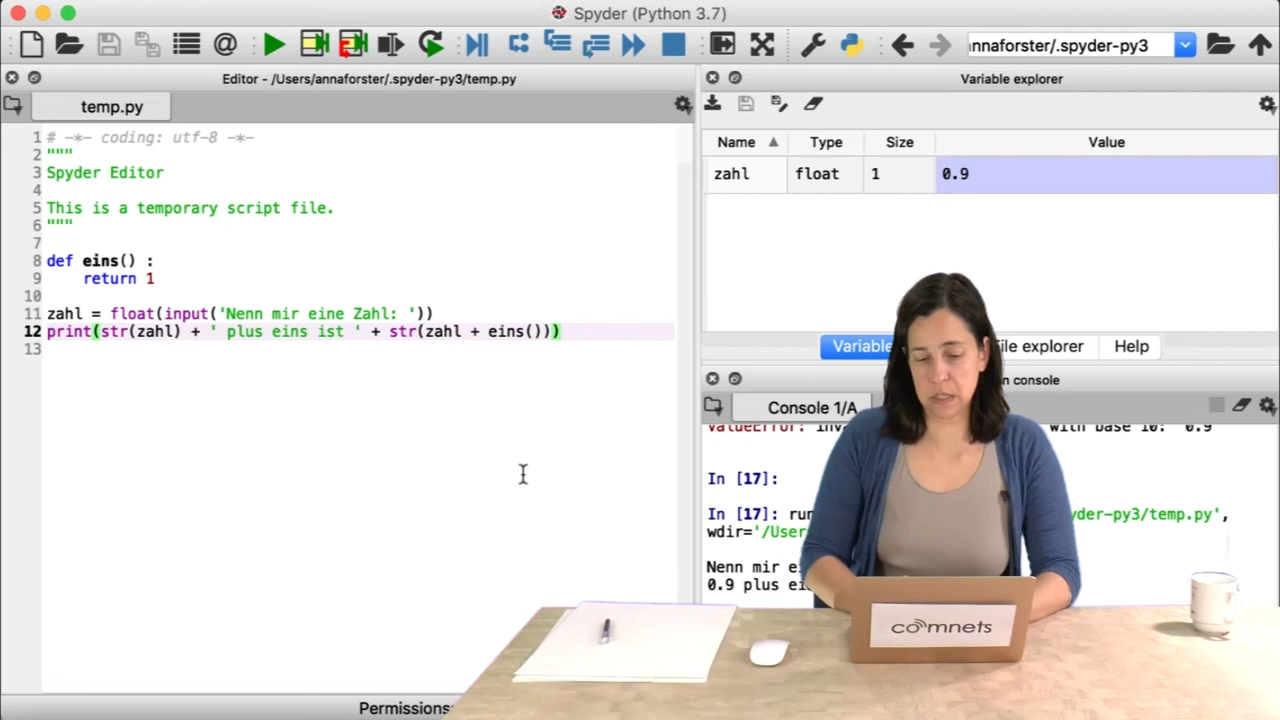 Spyder (Python 3.7)
nnaforster/.spyder-py3
Editor - /Users/annaforster/.spyder-py3/temp.py
Variable explorer
temp.py
1 # -*- coding: utf-8 -*-
2 """
3 Spyder Editor
4
5 This is a temporary script file.
6 """
7
8 def eins() :
9 return 1
10
11 zahl = float(input('Nenn mir eine Zahl: '))
12 print(str(zahl) + ' plus eins ist ' + str(zahl + eins()))
13
Name Type Size Value
zahl float 1 0.9
Variable
ile explorer
Help
n console
Console 1/A
ValueError: inv
with base 10: '0.9'
In [17]:
In [17]: run
yder-py3/temp.py',
wdir='/User
Nenn mir e
0.9 plus ei
Permissions:
comnets